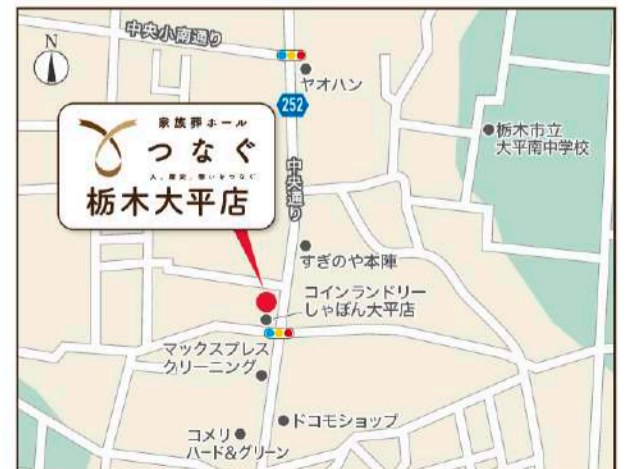 中央小南通り
N
ヤオハン
252
家族葬ホール
つなぐ
人、歴史、想いをつなぐ
栃木大平店
中央通り
栃木市立
大平南中学校
すぎのや本陣
コインランドリー
しゃぼん大平店
マックスプレス
クリーニング
ドコモショップ
コメリ
ハード&グリーン